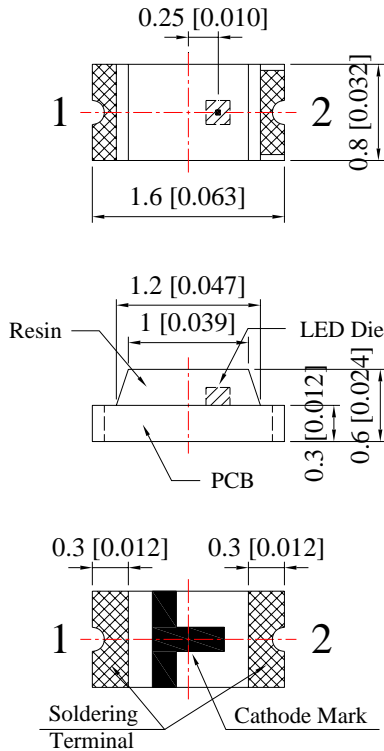 0.25 [0.010]
1
2
0.8 [0.032]
1.6 [0.063]
1.2 [0.047]
Resin
1 [0.039]
LED Die
0.3 [0.012]
0.6 [0.024]
PCB
0.3 [0.012]
0.3 [0.012]
1
2
Soldering
Terminal
Cathode Mark